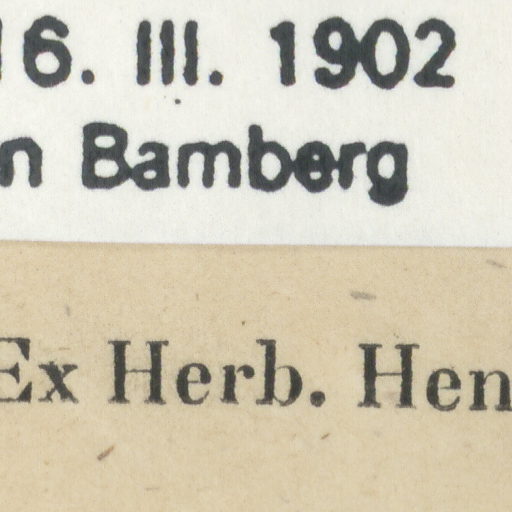 16. III. 1902
n Bamberg
Ex Herb. Hen